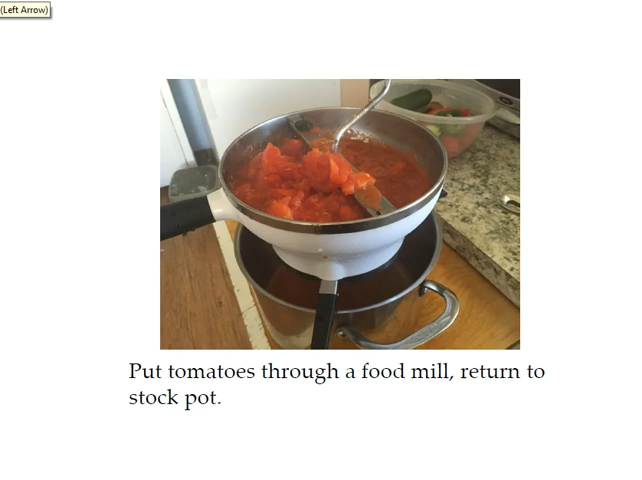 (Left Arrow)
Put tomatoes through a food mill, return to
stock pot.